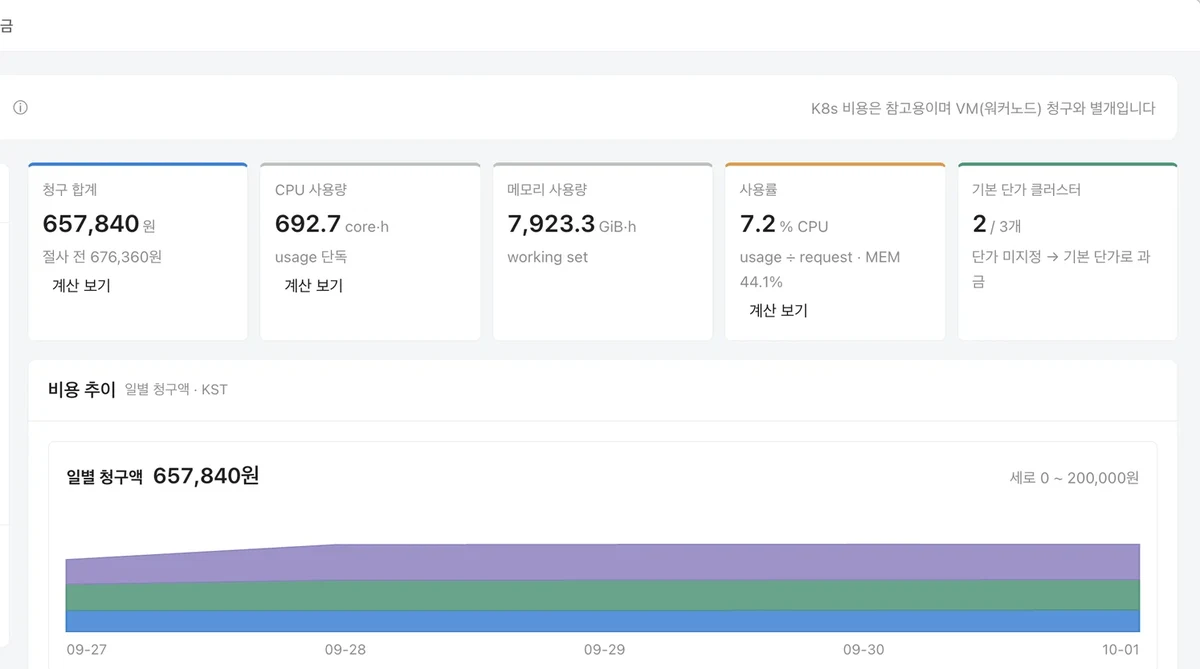 금
K8s 비용은 참고용이며 VM(워커노드) 청구와 별개입니다
청구 합계
657,840 원
절사 전 676,360원
계산 보기
CPU 사용량
692.7 core·h
usage 단독
계산 보기
메모리 사용량
7,923.3 GiB·h
working set
사용률
7.2 % CPU
usage ÷ request · MEM
44.1%
계산 보기
기본 단가 클러스터
2 / 3개
단가 미지정 → 기본 단가로 과
금
비용 추이 일별 청구액 · KST
일별 청구액 657,840원
세로 0 ~ 200,000원
09-27 09-28 09-29 09-30 10-01